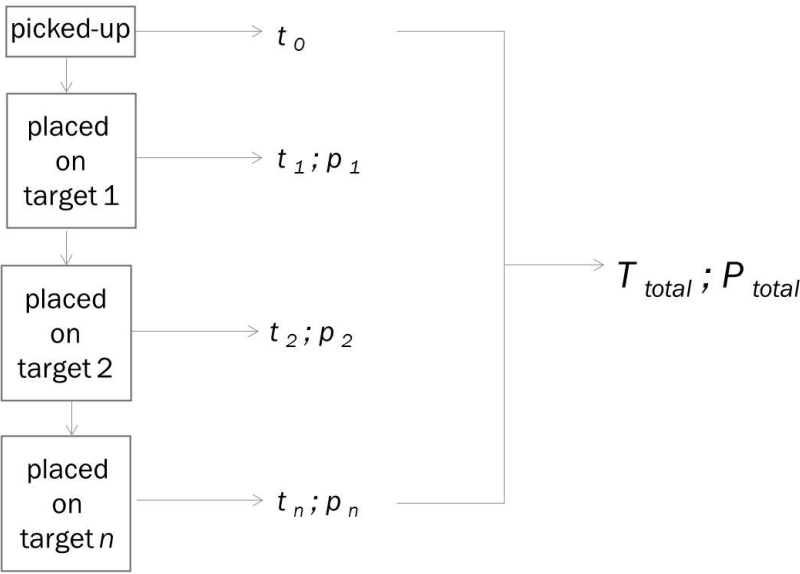 picked-up
t 0
placed
on
target 1
t 1 ; p 1
T total ; P total
placed
on
target 2
t 2 ; p 2
placed
on
target n
t n ; p n